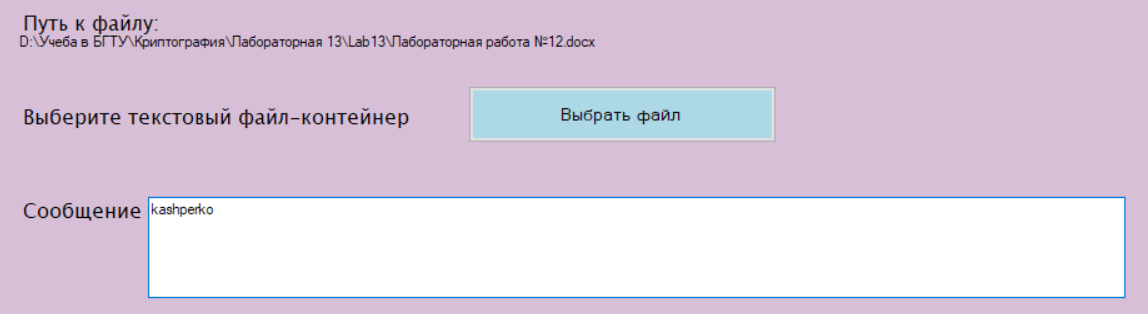 Путь к файлу:
D:\Учеба в БГТУ\Криптография\Лабораторная 13\Lab13\Лабораторная работа №12.docx
Выберите текстовый файл-контейнер
Выбрать файл
Сообщение
kashperko